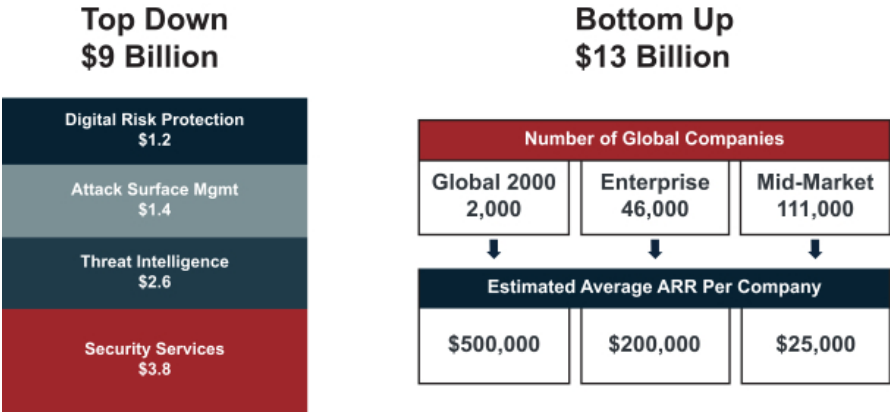 Top Down
$9 Billion
Digital Risk Protection
$1.2
Attack Surface Mgmt
$1.4
Threat Intelligence
$2.6
Security Services
$3.8
Bottom Up
$13 Billion
Number of Global Companies
Global 2000
2,000
Enterprise
46,000
Mid-Market
111,000
Estimated Average ARR Per Company
$500,000
$200,000
$25,000